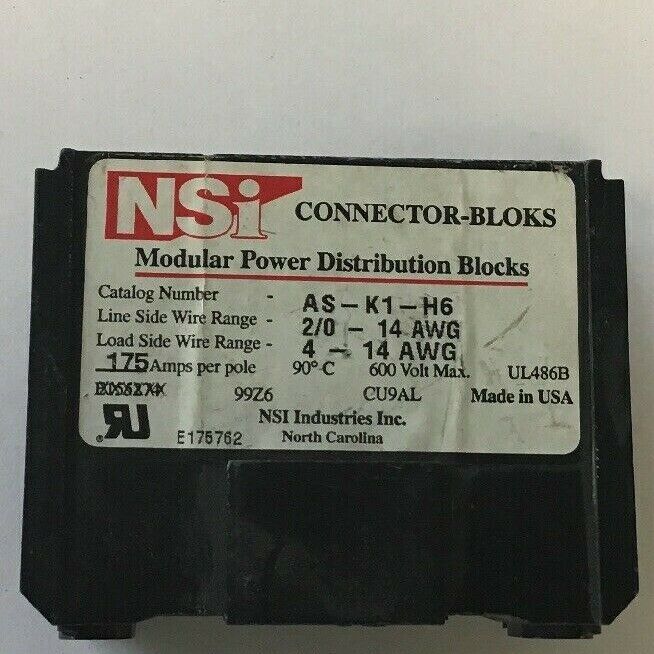 NSi CONNECTOR-BLOKS
Modular Power Distribution Blocks
Catalog Number - AS-K1-H6
Line Side Wire Range - 2/0 - 14 AWG
Load Side Wire Range - 4 - 14 AWG
175 Amps per pole 90° C 600 Volt Max. UL486B
99Z6 CU9AL Made in USA
NSI Industries Inc.
RU ® E175762 North Carolina